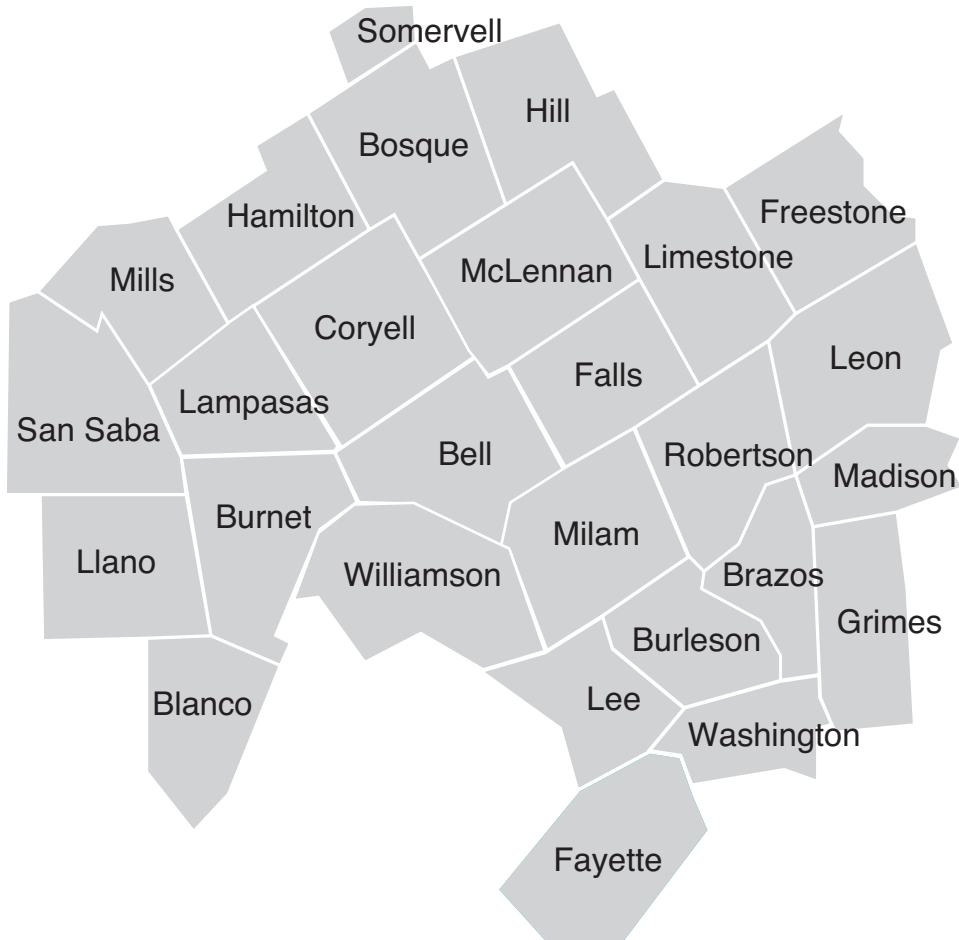 Somervell
Hill
Bosque
Freestone
Hamilton
Limestone
McLennan
Mills
Coryell
Leon
Falls
Lampasas
San Saba
Bell
Robertson
Madison
Burnet
Milam
Llano
Williamson
Brazos
Grimes
Burleson
Lee
Blanco
Washington
Fayette